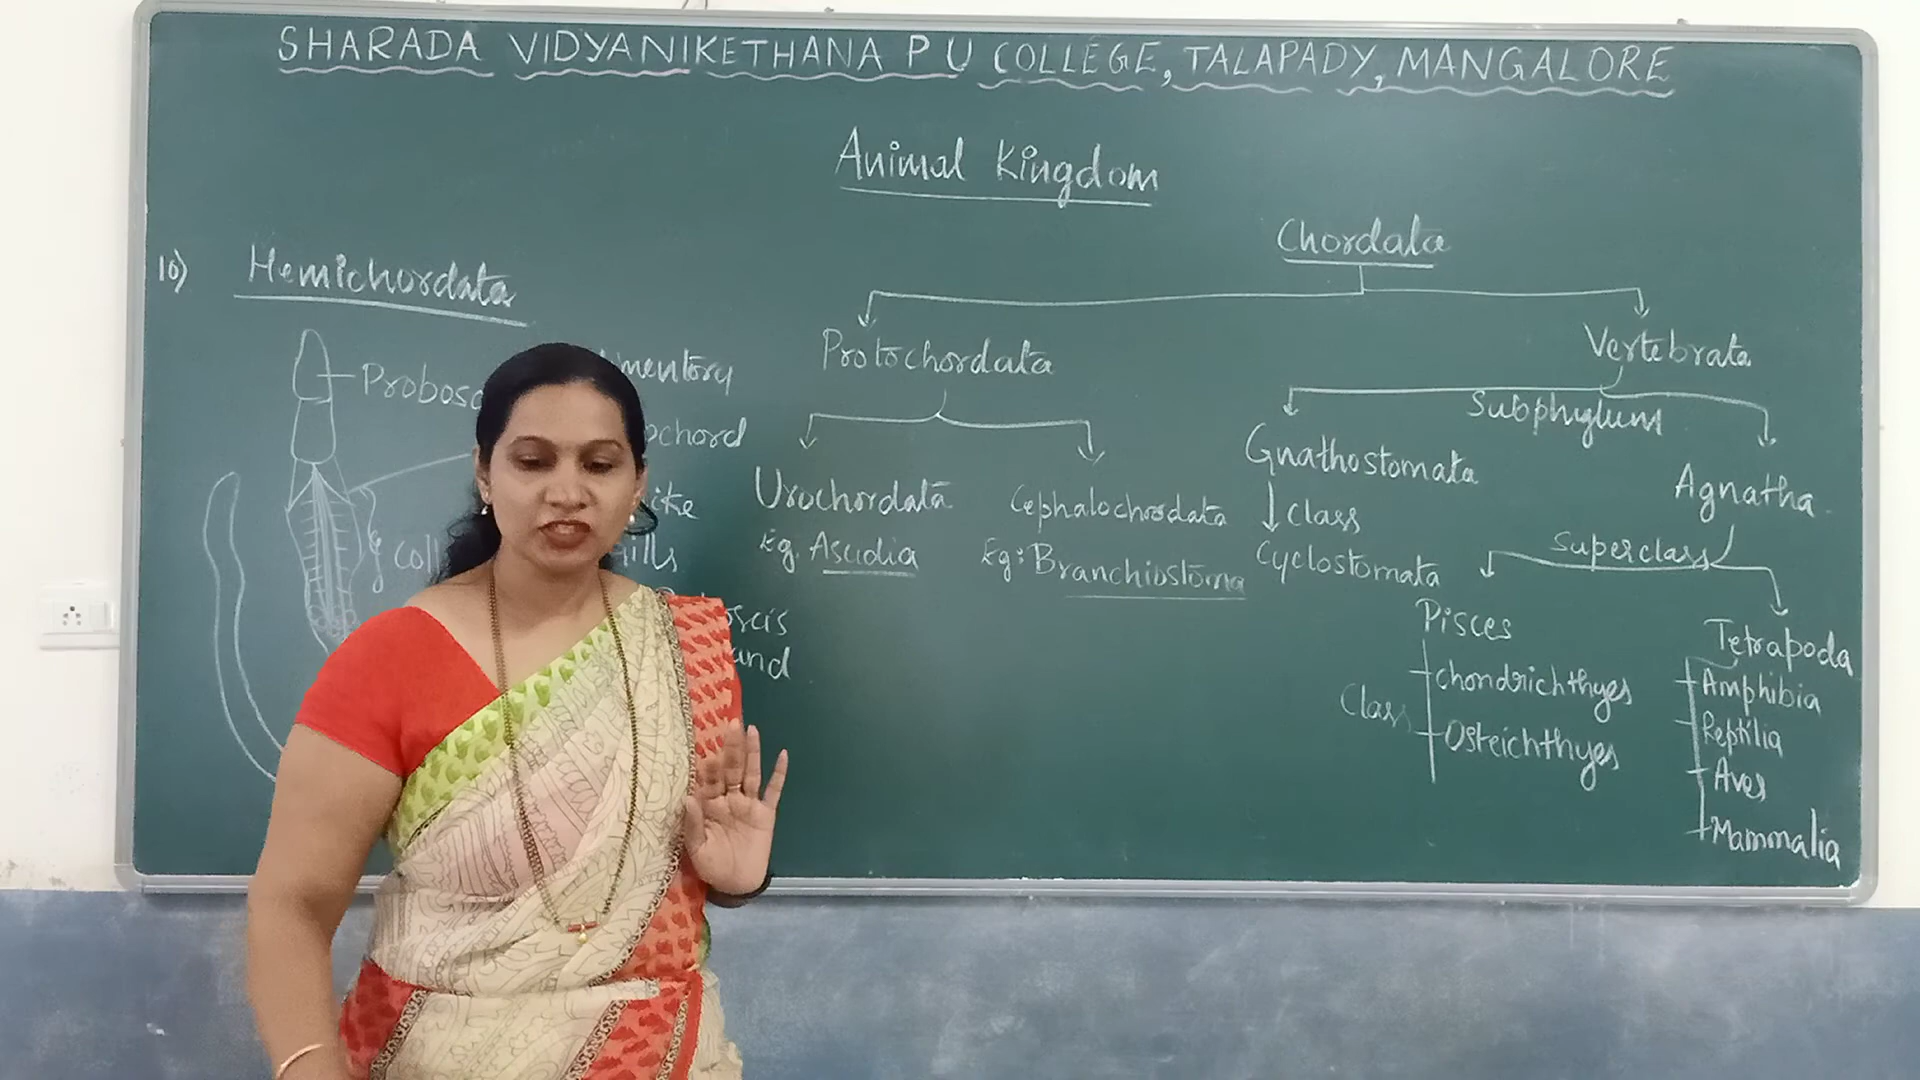 SHARADA VIDYANIKETHANA P U COLLEGE, TALAPADY, MANGALORE
Animal Kingdom
10) Hemichordata
Chordata
Protochordata
Vertebrata
Subphylum
Urochordata
Eg. Ascidia
Cephalochordata
Eg: Branchiostoma
Gnathostomata
Class
Cyclostomata
Agnatha
Superclass
Pisces
Class
Chondrichthyes
Osteichthyes
Tetrapoda
Amphibia
Reptilia
Aves
Mammalia